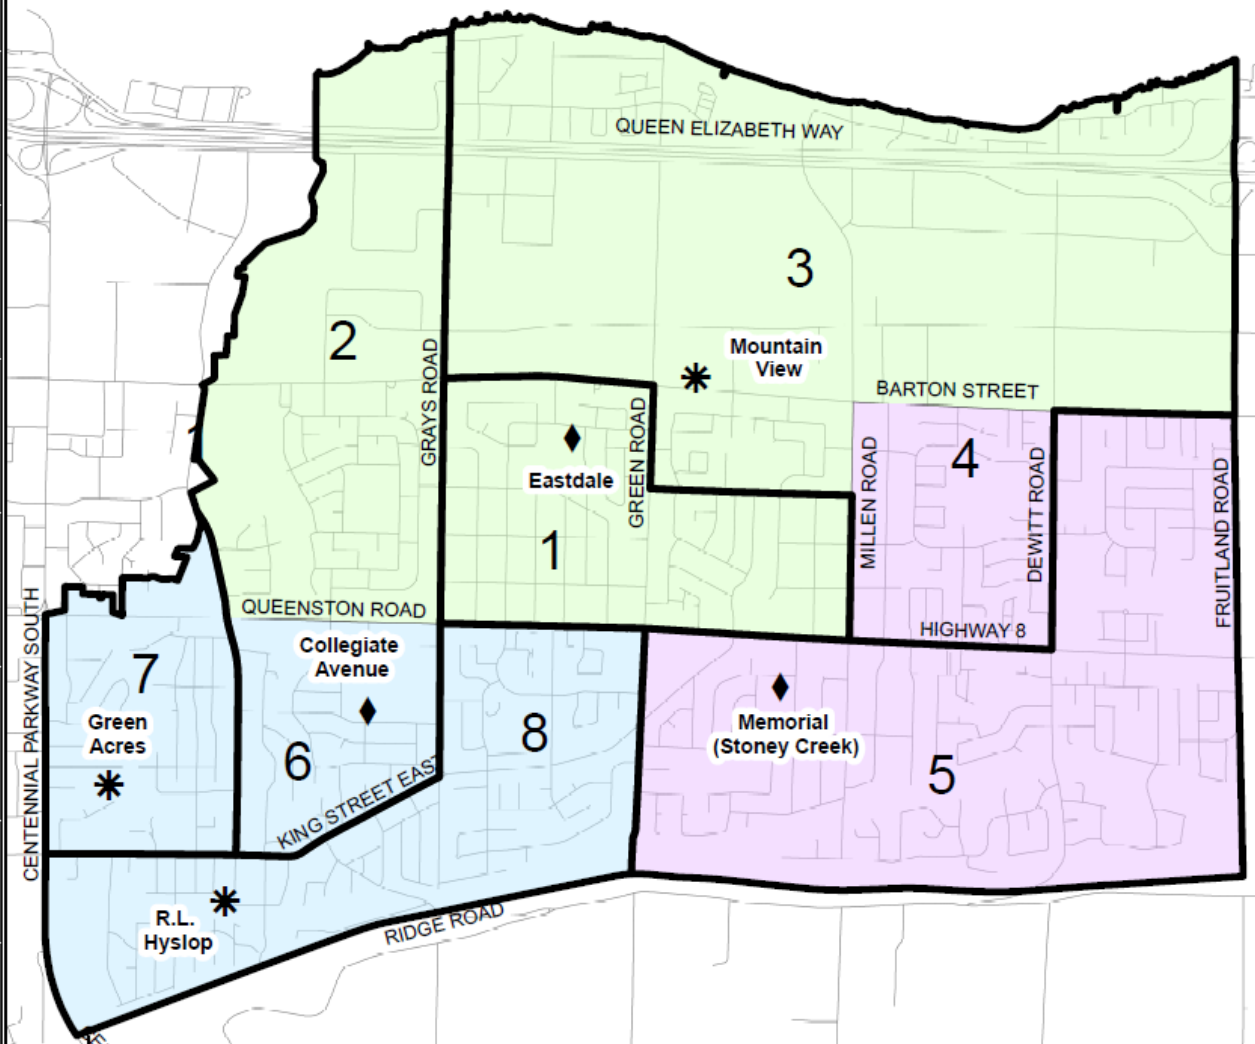 QUEEN ELIZABETH WAY
3
2
Mountain
View
GRAYS ROAD
BARTON STREET
GREEN ROAD
MILLEN ROAD
4
DEWITT ROAD
FRUITLAND ROAD
Eastdale
1
QUEENSTON ROAD
HIGHWAY 8
CENTENNIAL PARKWAY SOUTH
Collegiate
Avenue
7
Green
Acres
6
8
Memorial
(Stoney Creek)
5
KING STREET EAST
R.L.
Hyslop
RIDGE ROAD